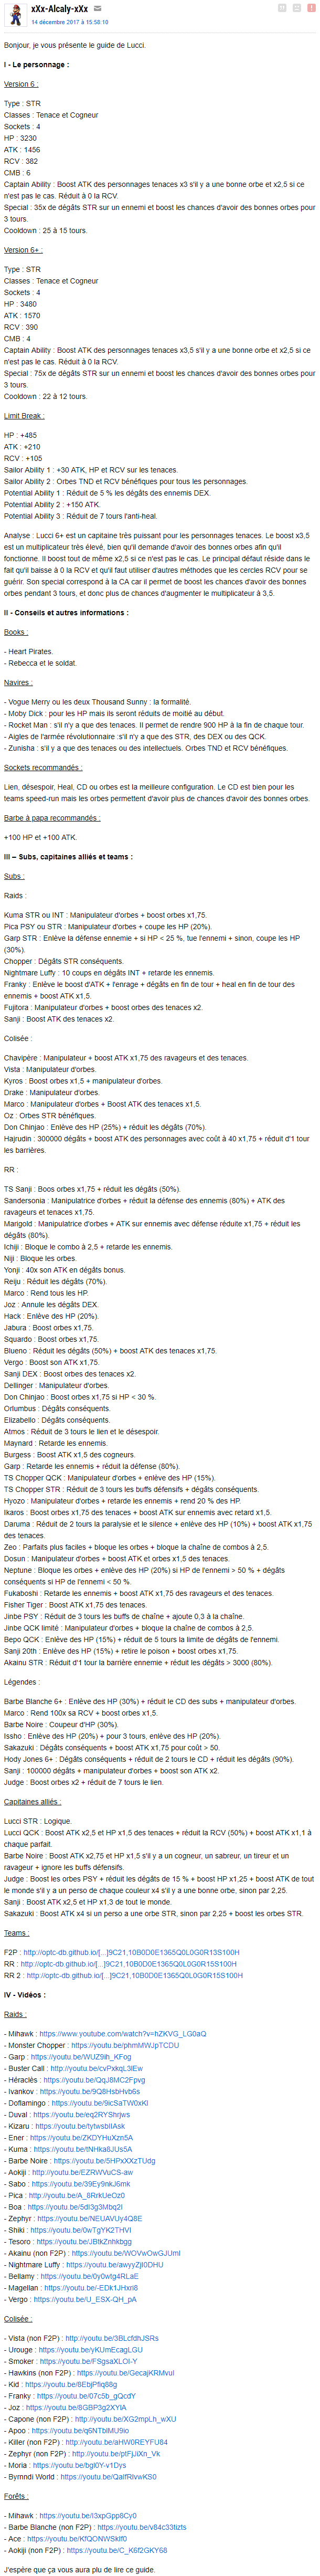 xXx-Alcaly-xXx
14 décembre 2017 à 15:58:10
Bonjour, je vous présente le guide de Lucci.
I - Le personnage :
Version 6 :
Type : STR
Classes : Tenace et Cogneur
Sockets : 4
HP : 3230
ATK : 1456
RCV : 382
CMB : 6
Captain Ability : Boost ATK des personnages tenaces x3 s'il y a une bonne orbe et x2,5 si ce
n'est pas le cas. Réduit à 0 la RCV.
Special : 35x de dégâts STR sur un ennemi et boost les chances d'avoir des bonnes orbes pour
3 tours.
Cooldown : 25 à 15 tours.
Version 6+ :
Type : STR
Classes : Tenace et Cogneur
Sockets : 4
HP : 3480
ATK : 1570
RCV : 390
CMB : 4
Captain Ability : Boost ATK des personnages tenaces x3,5 s'il y a une bonne orbe et x2,5 si ce
n'est pas le cas. Réduit à 0 la RCV.
Special : 75x de dégâts STR sur un ennemi et boost les chances d'avoir des bonnes orbes pour
3 tours.
Cooldown : 22 à 12 tours.
Limit Break :
HP : +485
ATK : +210
RCV : +105
Sailor Ability 1 : +30 ATK, HP et RCV sur les tenaces.
Sailor Ability 2 : Orbes TND et RCV bénéfiques pour tous les personnages.
Potential Ability 1 : Réduit de 5 % les dégâts des ennemis DEX.
Potential Ability 2 : +150 ATK.
Potential Ability 3 : Réduit de 7 tours l'anti-heal.
Analyse : Lucci 6+ est un capitaine très puissant pour les personnages tenaces. Le boost x3,5
est un multiplicateur très élevé, bien qu'il demande d'avoir des bonnes orbes afin qu'il
fonctionne. Il boost tout de même x2,5 si ce n'est pas le cas. Le principal défaut réside dans le
fait qu'il baisse à 0 la RCV et qu'il faut utiliser d'autres méthodes que les cercles RCV pour se
guérir. Son special correspond à la CA car il permet de boost les chances d'avoir des bonnes
orbes pendant 3 tours, et donc plus de chances d'augmenter le multiplicateur à 3,5.
II - Conseils et autres informations :
Books :
- Heart Pirates.
- Rebecca et le soldat.
Navires :
- Vogue Merry ou les deux Thousand Sunny : la formalité.
- Moby Dick : pour les HP mais ils seront réduits de moitié au début.
- Rocket Man : s'il n'y a que des tenaces. Il permet de rendre 900 HP à la fin de chaque tour.
- Aigles de l'armée révolutionnaire :s'il n'y a que des STR, des DEX ou des QCK.
- Zunisha : s'il y a que des tenaces ou des intellectuels. Orbes TND et RCV bénéfiques.
Sockets recommandés :
Lien, désespoir, Heal, CD ou orbes est la meilleure configuration. Le CD est bien pour les
teams speed-run mais les orbes permettent d'avoir plus de chances d'avoir des bonnes orbes.
Barbe à papa recommandés :
+100 HP et +100 ATK.
III – Subs, capitaines alliés et teams :
Subs :
Raids :
Kuma STR ou INT : Manipulateur d'orbes + boost orbes x1,75.
Pica PSY ou STR : Manipulateur d'orbes + coupe les HP (20%).
Garp STR : Enlève la défense ennemie + si HP < 25 %, tue l'ennemi + sinon, coupe les HP
(30%).
Chopper : Dégâts STR conséquents.
Nightmare Luffy : 10 coups en dégâts INT + retarde les ennemis.
Franky : Enlève le boost d'ATK + l'enrage + dégâts en fin de tour + heal en fin de tour des
ennemis + boost ATK x1,5.
Fujitora : Manipulateur d'orbes + boost orbes des tenaces x2.
Sanji : Boost ATK des tenaces x2.
Colisée :
Chavipère : Manipulateur + boost ATK x1,75 des ravageurs et des tenaces.
Vista : Manipulateur d'orbes.
Kyros : Boost orbes x1,5 + manipulateur d'orbes.
Drake : Manipulateur d'orbes.
Marco : Manipulateur d'orbes + Boost ATK des tenaces x1,5.
Oz : Orbes STR bénéfiques.
Don Chinjao : Enlève des HP (25%) + réduit les dégâts (70%).
Hajrudin : 300000 dégâts + boost ATK des personnages avec coût à 40 x1,75 + réduit d'1 tour
les barrières.
RR :
TS Sanji : Boos orbes x1,75 + réduit les dégâts (50%).
Sandersonia : Manipulatrice d'orbes + réduit la défense des ennemis (80%) + ATK des
ravageurs et tenaces x1,75.
Marigold : Manipulatrice d'orbes + ATK sur ennemis avec défense réduite x1,75 + réduit les
dégâts (80%).
Ichiji : Bloque le combo à 2,5 + retarde les ennemis.
Niji : Bloque les orbes.
Yonji : 40x son ATK en dégâts bonus.
Reiju : Réduit les dégâts (70%).
Marco : Rend tous les HP.
Joz : Annule les dégâts DEX.
Hack : Enlève des HP (20%).
Jabura : Boost orbes x1,75.
Squardo : Boost orbes x1,75.
Blueno : Réduit les dégâts (50%) + boost ATK des tenaces x1,75.
Vergo : Boost son ATK x1,75.
Sanji DEX : Boost orbes des tenaces x2.
Dellinger : Manipulateur d'orbes.
Don Chinjao : Boost orbes x1,75 si HP < 30 %.
Orlumbus : Dégâts conséquents.
Elizabello : Dégâts conséquents.
Atmos : Réduit de 3 tours le lien et le désespoir.
Maynard : Retarde les ennemis.
Burgess : Boost ATK x1,5 des cogneurs.
Garp : Retarde les ennemis + réduit la défense (80%).
TS Chopper QCK : Manipulateur d'orbes + enlève des HP (15%).
TS Chopper STR : Réduit de 3 tours les buffs défensifs + dégâts conséquents.
Hyozo : Manipulateur d'orbes + retarde les ennemis + rend 20 % des HP.
Ikaros : Boost orbes x1,75 des tenaces + boost ATK sur ennemis avec retard x1,5.
Daruma : Réduit de 2 tours la paralysie et le silence + enlève des HP (10%) + boost ATK x1,75
des tenaces.
Zeo : Parfaits plus faciles + bloque les orbes + bloque la chaîne de combos à 2,5.
Dosun : Manipulateur d'orbes + boost ATK et orbes x1,5 des tenaces.
Neptune : Bloque les orbes + enlève des HP (20%) si HP de l'ennemi > 50 % + dégâts
conséquents si HP de l'ennemi < 50 %.
Fukaboshi : Retarde les ennemis + boost ATK x1,75 des ravageurs et des tenaces.
Fisher Tiger : Boost ATK x1,75 des tenaces.
Jinbe PSY : Réduit de 3 tours les buffs de chaîne + ajoute 0,3 à la chaîne.
Jinbe QCK limité : Manipulateur d'orbes + bloque la chaîne de combos à 2.5.
Bepo QCK : Enlève des HP (15%) + réduit de 5 tours la limite de dégâts de l'ennemi.
Sanji 20th : Enlève des HP (15%) + retire le poison + boost orbes x1,75.
Akainu STR : Réduit d'1 tour la barrière ennemie + réduit les dégâts > 3000 (80%).
Légendes :
Barbe Blanche 6+ : Enlève des HP (30%) + réduit le CD des subs + manipulateur d'orbes.
Marco : Rend 100x sa RCV + boost orbes x1,5.
Barbe Noire : Coupeur d'HP (30%).
Issho : Enlève des HP (20%) + pour 3 tours, enlève des HP (20%).
Sakazuki : Dégâts conséquents + boost ATK x1,75 pour coût > 50.
Hody Jones 6+ : Dégâts conséquents + réduit de 2 tours le CD + réduit les dégâts (90%).
Sanji : 100000 dégâts + manipulateur d'orbes + boost son ATK x2.
Judge : Boost orbes x2 + réduit de 7 tours le lien.
Capitaines alliés :
Lucci STR : Logique.
Lucci QCK : Boost ATK x2,5 et HP x1,5 des tenaces + réduit la RCV (50%) + boost ATK x1,1 à
chaque parfait.
Barbe Noire : Boost ATK x2,75 et HP x1,5 s'il y a un cogneur, un sabreur, un tireur et un
ravageur + ignore les buffs défensifs.
Judge : Boost les orbes PSY + réduit les dégâts de 15 % + boost HP x1,25 + boost ATK de tout
le monde s'il y a un perso de chaque couleur x4 s'il y a une bonne orbe, sinon par 2,25.
Sanji : Boost ATK x2,5 et HP x1,3 de tout le monde.
Sakazuki : Boost ATK x4 si un perso a une orbe STR, sinon par 2,25 + boost les orbes STR.
Teams :
F2P : http://optc-db.github.io/[...]9C21,10B0D0E1365Q0L0G0R13S100H
RR : http://optc-db.github.io/[...]9C21,10B0D0E1365Q0L0G0R15S100H
RR 2 : http://optc-db.github.io/[...]9C21,10B0D0E1365Q0L0G0R15S100H
IV - Vidéos :
Raids :
- Mihawk : https://www.youtube.com/watch?v=hZKVG_LG0aQ
- Monster Chopper : https://youtu.be/phmMWJpTCDU
- Garp : https://youtu.be/WUZ9ih_KFog
- Buster Call : http://youtu.be/cvPxkqL3lEw
- Héraclès : https://youtu.be/QqJ8MC2Fpvg
- Ivankov : https://youtu.be/9Q8HsbHvb6s
- Doflamingo : https://youtu.be/9icSaTW0xKI
- Duval : https://youtu.be/eq2RYShrjws
- Kizaru : https://youtu.be/tytwsbIIAsk
- Ener : https://youtu.be/ZKDYHuXzn5A
- Kuma : https://youtu.be/tNHka8JUs5A
- Barbe Noire : https://youtu.be/5HPxXXzTUdg
- Aokiji : http://youtu.be/EZRWVuCS-aw
- Sabo : https://youtu.be/39Ey9nkJ6mk
- Pica : http://youtu.be/A_8RrkUeOz0
- Boa : https://youtu.be/5dI3g3Mbq2I
- Zephyr : https://youtu.be/NEUAVUy4Q8E
- Shiki : https://youtu.be/0wTgYK2THVI
- Tesoro : https://youtu.be/JBtkZnhkbgg
- Akainu (non F2P) : https://youtu.be/WOVwOwGJUmI
- Nightmare Luffy : https://youtu.be/awyyZjI0DHU
- Bellamy : https://youtu.be/0y0wtg4RLaE
- Magellan : https://youtu.be/-EDk1JHxnl8
- Vergo : https://youtu.be/U_ESX-QH_pA
Colisée :
- Vista (non F2P) : http://youtu.be/3BLcfdhJSRs
- Urouge : https://youtu.be/yKUmEcagLGU
- Smoker : https://youtu.be/FSgsaXLOI-Y
- Hawkins (non F2P) : https://youtu.be/GecajKRMvuI
- Kid : https://youtu.be/8EbjPfiq88g
- Franky : https://youtu.be/07c5b_gQcdY
- Joz : https://youtu.be/8GBP3g2XYlA
- Capone (non F2P) : http://youtu.be/XG2mpLh_wXU
- Apoo : https://youtu.be/q6NTblMU9io
- Killer (non F2P) : http://youtu.be/aHW0REYFU84
- Zephyr (non F2P) : http://youtu.be/ptFjJiXn_Vk
- Moria : https://youtu.be/bgI0Y-v1Dys
- Byrnndi World : https://youtu.be/QalfRlvwKS0
Forêts :
- Mihawk : https://youtu.be/I3xpGpp8Cy0
- Barbe Blanche (non F2P) : https://youtu.be/v84c33tizts
- Ace : https://youtu.be/KfQONWSklf0
- Aokiji (non F2P) : https://youtu.be/C_K6f2GKY68
J'espère que ça vous aura plu de lire ce guide.